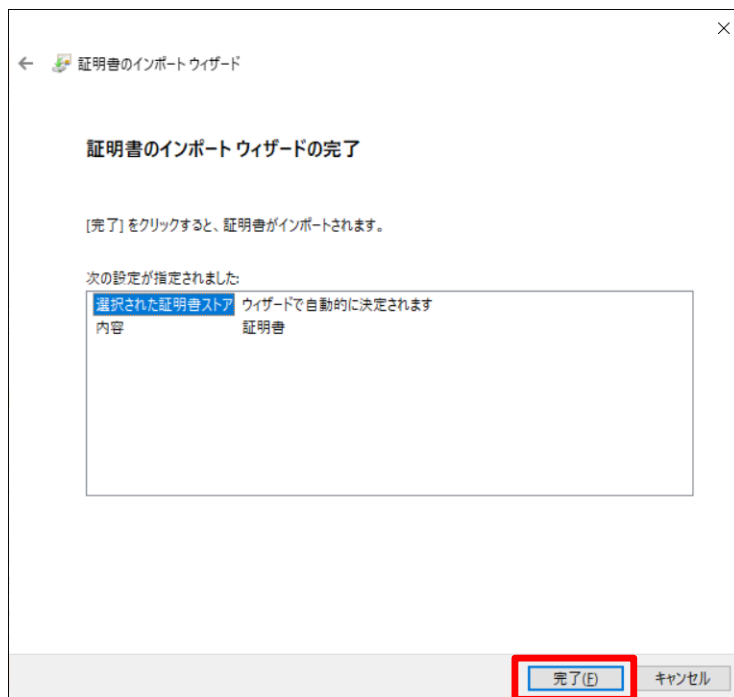 証明書のインポート ウィザード
証明書のインポート ウィザードの完了
[完了] をクリックすると、証明書がインポートされます。
次の設定が指定されました:
選択された証明書ストア ウィザードで自動的に決定されます
内容 証明書
完了(F) キャンセル